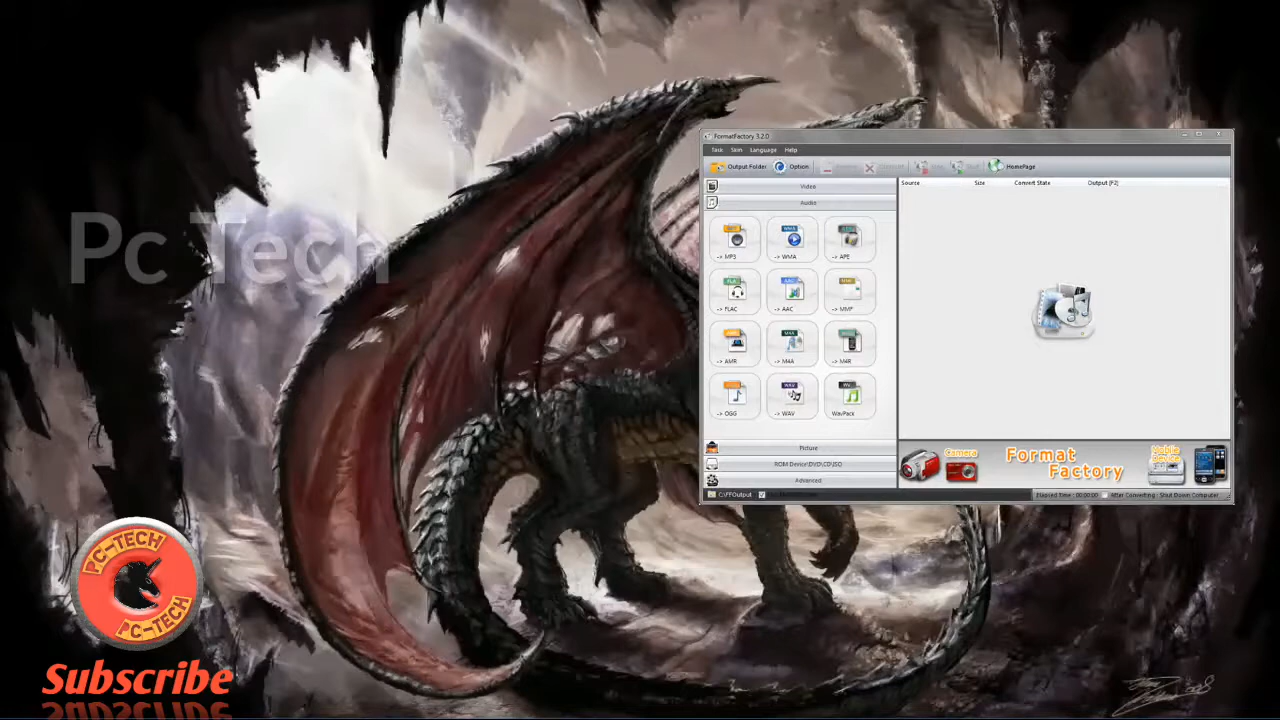 Pc Tech
FormatFactory 3.2.0
Task Skin Language Help
Output Folder Option HomePage
Video
Audio
Source Size Convert State Output [F2]
-> MP3 -> WMA -> APE
-> FLAC -> AAC -> MMF
-> AMR -> M4A -> M4R
-> OGG -> WAV WavPack
Picture
ROM Device\DVD\CD\ISO
Advanced
Camera
Format
Factory
Mobile
device
C:\FFOutput
Elapsed Time : 00:00:00 After Converting : Shut Down Computer
PC-TECH
PC-TECH
Subscribe